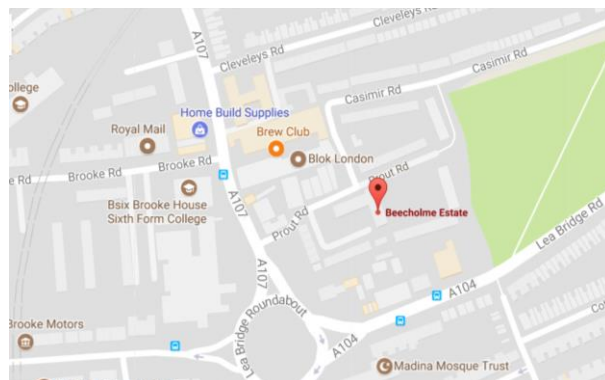 Cleveleys Rd
A107
Casimir Rd
Casimir Rd
ollege
Home Build Supplies
Royal Mail
Brew Club
Blok London
Brooke Rd
e Rd
Brooke Rd
Bsix Brooke House
Sixth Form College
Prout Rd
A107
Beecholme Estate
Prout Rd
Lea Bridge Rd
A107
A104
Lea Bridge Roundabout
Brooke Motors
A104
Co
Madina Mosque Trust